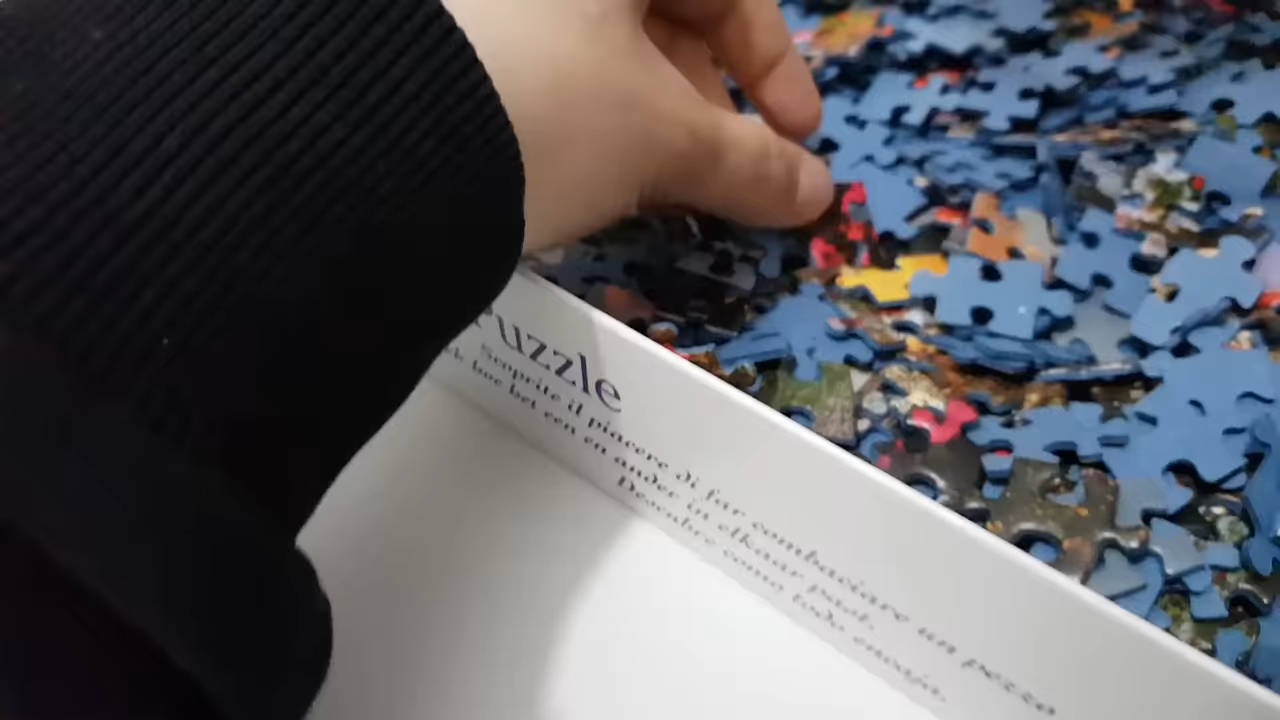 Puzzle
Scoprite il piacere di far combaciare un pezzo
hoe het een en ander in elkaar past.
Descubre como todo encaja.